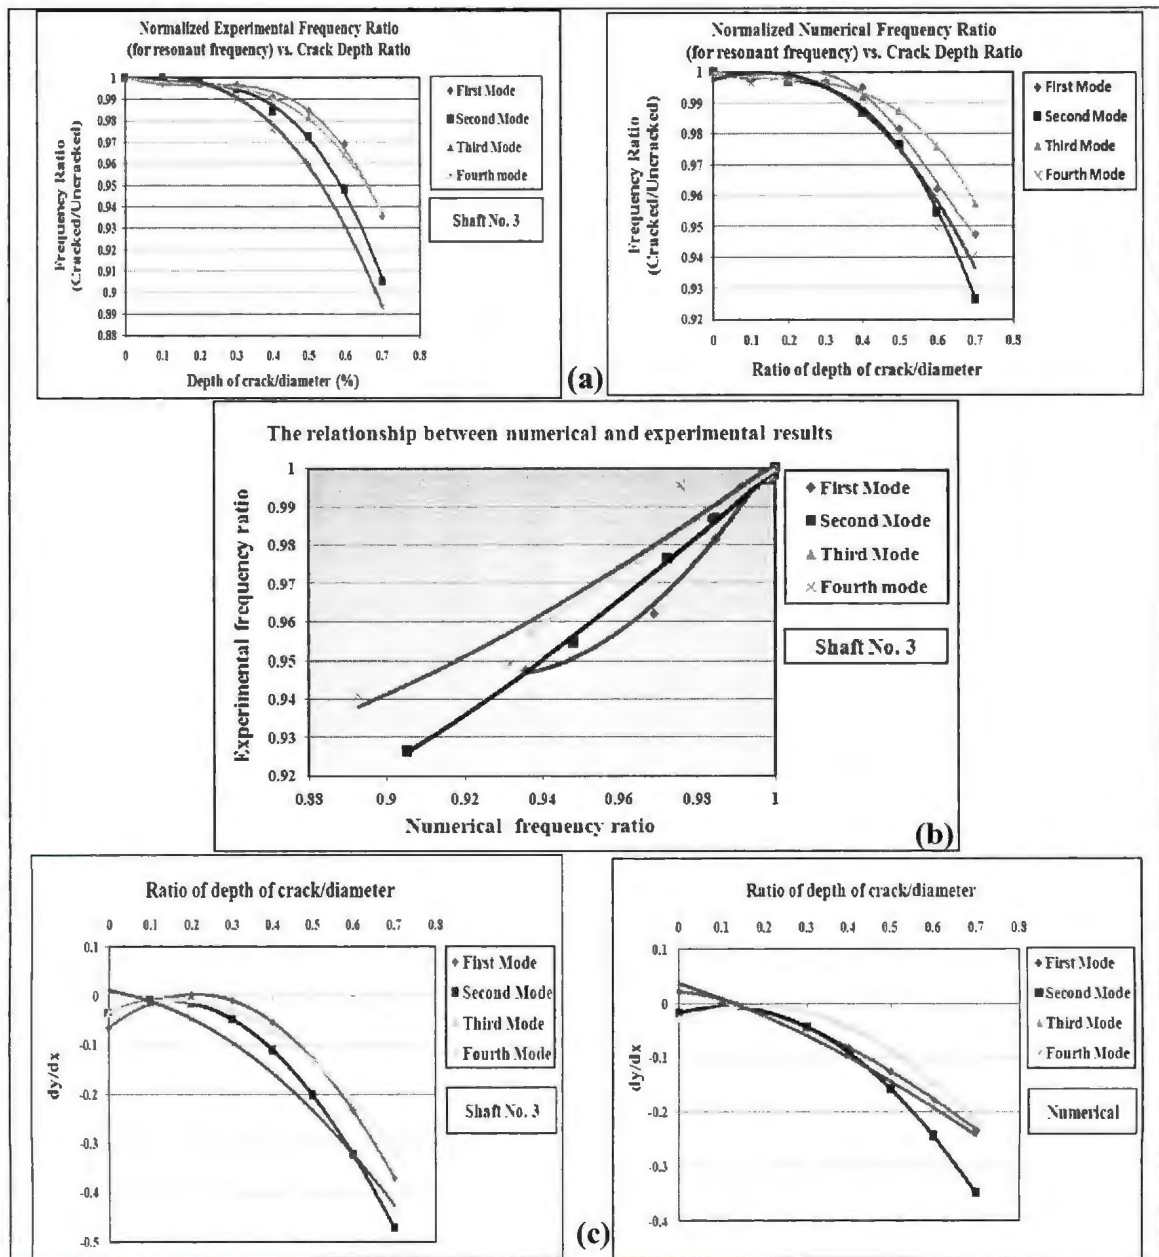 Normalized Experimental Frequency Ratio
(for resonant frequency) vs. Crack Depth Ratio
Frequency Ratio
(Cracked/Uncracked)
1
0.99
0.98
0.97
0.96
0.95
0.94
0.93
0.92
0.91
0.9
0.89
0.88
0 0.1 0.2 0.3 0.4 0.5 0.6 0.7 0.8
Depth of crack/diameter (%)
First Mode
Second Mode
Third Mode
Fourth Mode
Shaft No. 3
Normalized Numerical Frequency Ratio
(for resonant frequency) vs. Crack Depth Ratio
Frequency Ratio
(Cracked/Uncracked)
1
0.99
0.98
0.97
0.96
0.95
0.94
0.93
0.92
0 0.1 0.2 0.3 0.4 0.5 0.6 0.7 0.8
Ratio of depth of crack/diameter
First Mode
Second Mode
Third Mode
Fourth Mode
(a)
The relationship between numerical and experimental results
Experimental frequency ratio
1
0.99
0.98
0.97
0.96
0.95
0.94
0.93
0.92
0.88 0.9 0.92 0.94 0.96 0.98 1
Numerical frequency ratio
First Mode
Second Mode
Third Mode
Fourth mode
Shaft No. 3
(b)
Ratio of depth of crack/diameter
0 0.1 0.2 0.3 0.4 0.5 0.6 0.7 0.8
dy/dx
0.1
0
-0.1
-0.2
-0.3
-0.4
-0.5
First Mode
Second Mode
Third Mode
Fourth Mode
Shaft No. 3
Ratio of depth of crack/diameter
0 0.1 0.2 0.3 0.4 0.5 0.6 0.7 0.8
dy/dx
0.1
0
-0.1
-0.2
-0.3
-0.4
First Mode
Second Mode
Third Mode
Fourth Mode
Numerical
(c)